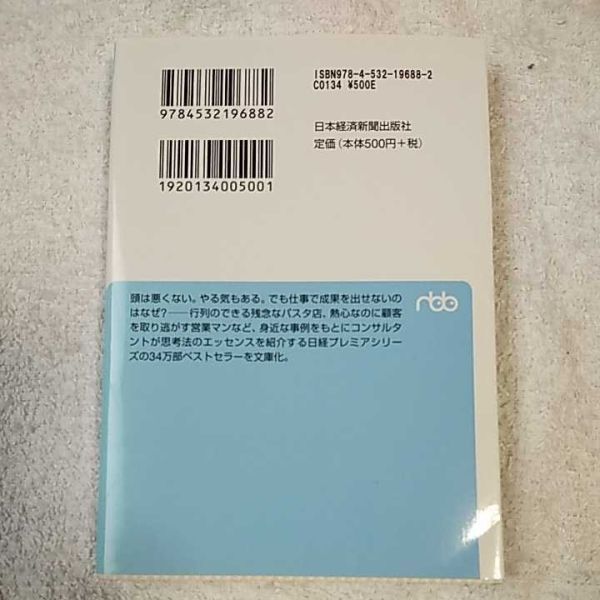 ISBN978-4-532-19688-2
C0134 ¥500E
9784532196882
日本経済新聞出版社
定価(本体500円+税)
1920134005001
頭は悪くない。やる気もある。でも仕事で成果を出せないの
はなぜ?——行列のできる残念なパスタ店、熱心なのに顧客
を取り逃がす営業マンなど、身近な事例をもとにコンサルタ
ントが思考法のエッセンスを紹介する日経プレミアシリー
ズの34万部ベストセラーを文庫化。
nbb